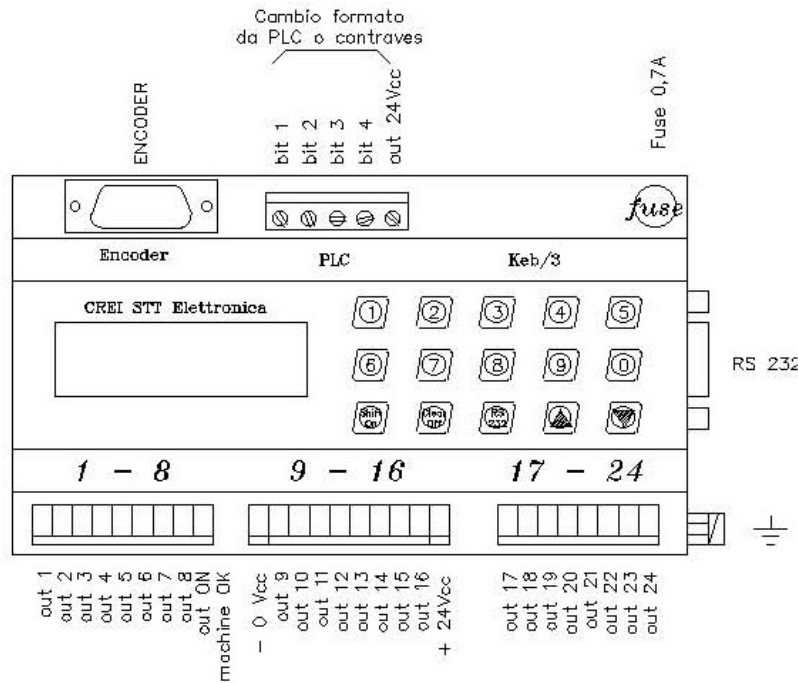 Cambio formato
da PLC o contraves
ENCODER
bit 1
bit 2
bit 3
bit 4
out 24Vcc
Fuse 0,7A
fuse
Encoder
PLC
Keb/3
CREI STT Elettronica
1 2 3 4 5
6 7 8 9 0
Shift On
Clear Off
RS 232
RS 232
1 - 8
9 - 16
17 - 24
out 1
out 2
out 3
out 4
out 5
out 6
out 7
out 8
out ON
machine OK
- 0 Vcc
out 9
out 10
out 11
out 12
out 13
out 14
out 15
out 16
+ 24Vcc
out 17
out 18
out 19
out 20
out 21
out 22
out 23
out 24